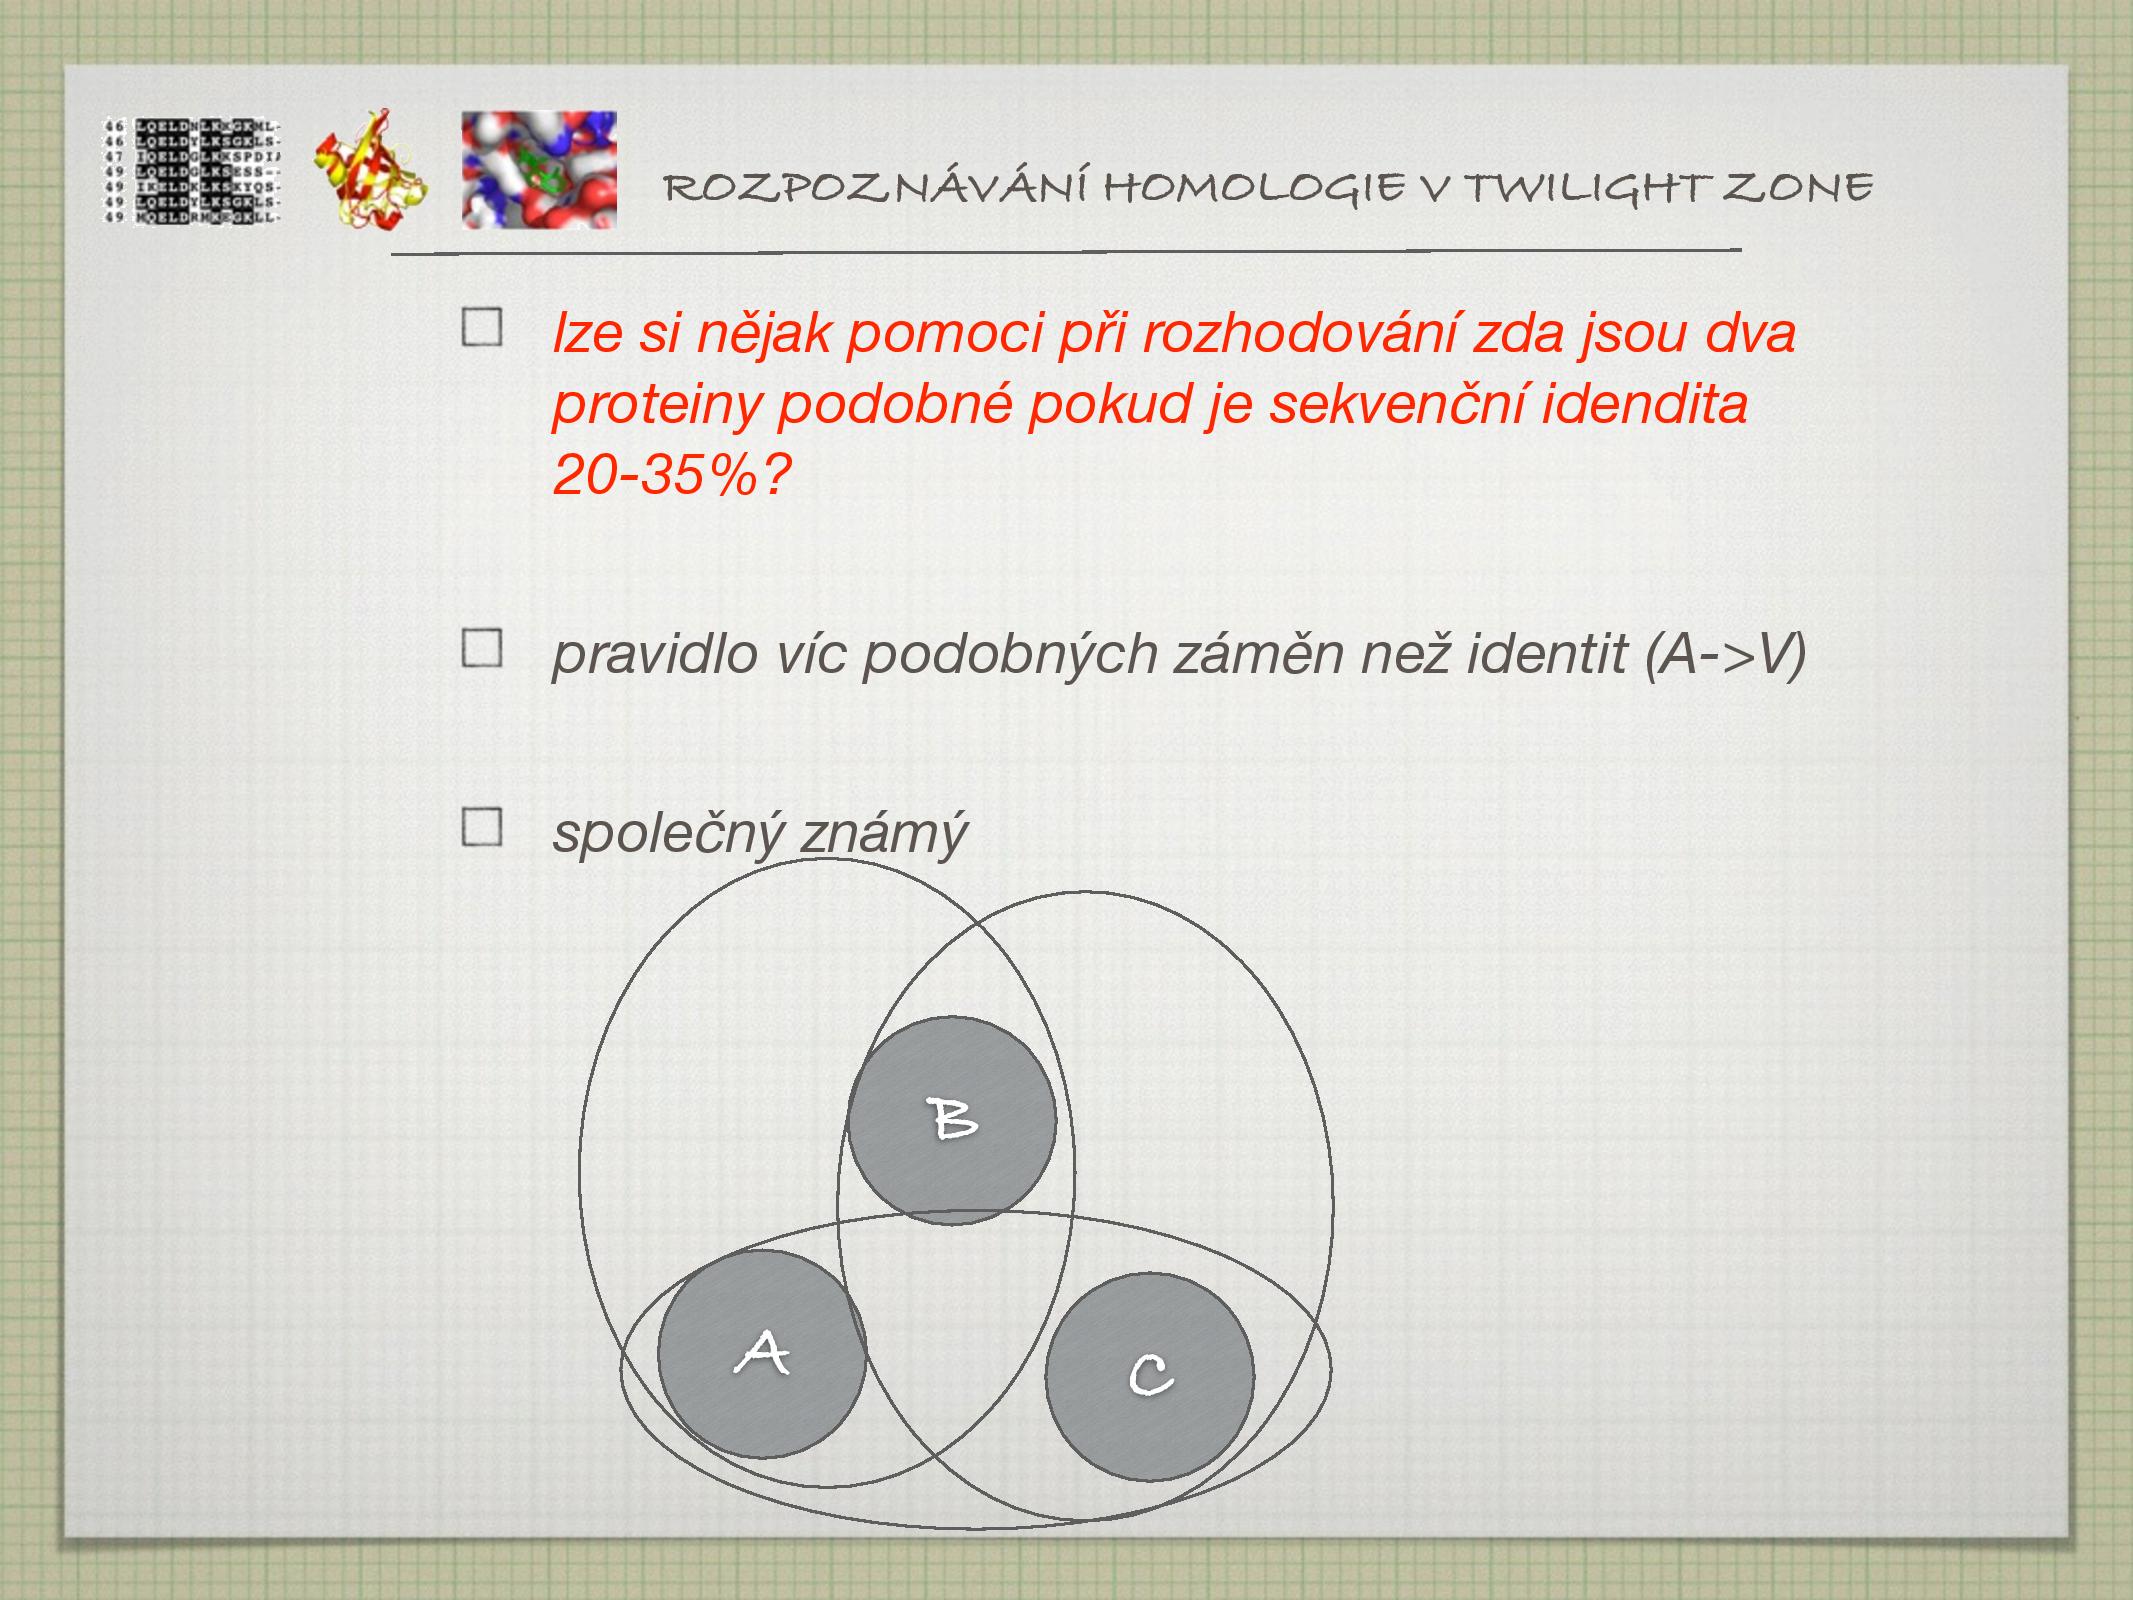 46 LQELDNLKKGKML-
46 LQELDYLKSGKLS-
47 IQELDGLKKSPDI
49 LQELDGLKSESS--
49 IKELDKLKSKYQS-
49 LQELDYLKSGKLS-
49 MQELDRMKEGKLL-
ROZPOZNÁVÁNÍ HOMOLOGIE V TWILIGHT ZONE
lze si nějak pomoci při rozhodování zda jsou dva
proteiny podobné pokud je sekvenční idendita
20-35%?
pravidlo víc podobných záměn než identit (A->V)
společný známý
B
A
C